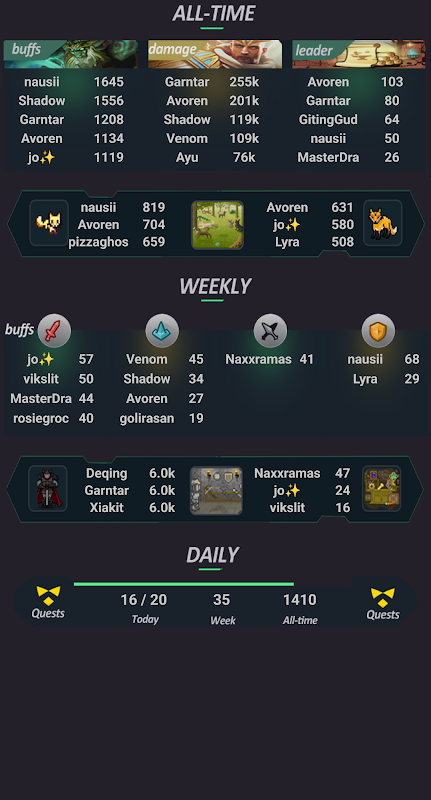 ALL-TIME
buffs damage leader
nausii 1645 Garntar 255k Avoren 103
Shadow 1556 Avoren 201k Garntar 80
Garntar 1208 Shadow 119k GitingGud 64
Avoren 1134 Venom 109k nausii 50
jo✨ 1119 Ayu 76k MasterDra 26
nausii 819 Avoren 631
Avoren 704 jo✨ 580
pizzaghos 659 Lyra 508
WEEKLY
buffs
jo✨ 57 Venom 45 Naxxramas 41 nausii 68
vikslit 50 Shadow 34 Lyra 29
MasterDra 44 Avoren 27
rosiegroc 40 golirasan 19
Deqing 6.0k Naxxramas 47
Garntar 6.0k jo✨ 24
Xiakit 6.0k vikslit 16
DAILY
16 / 20 35 1410
Quests Today Week All-time Quests